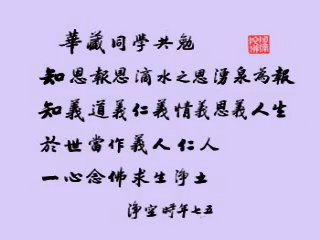 華藏同學共勉
知恩報恩滴水之恩湧泉為報
知義道義仁義情義恩義人生
於世當作義人仁人
一心念佛求生淨土
淨空時年七五